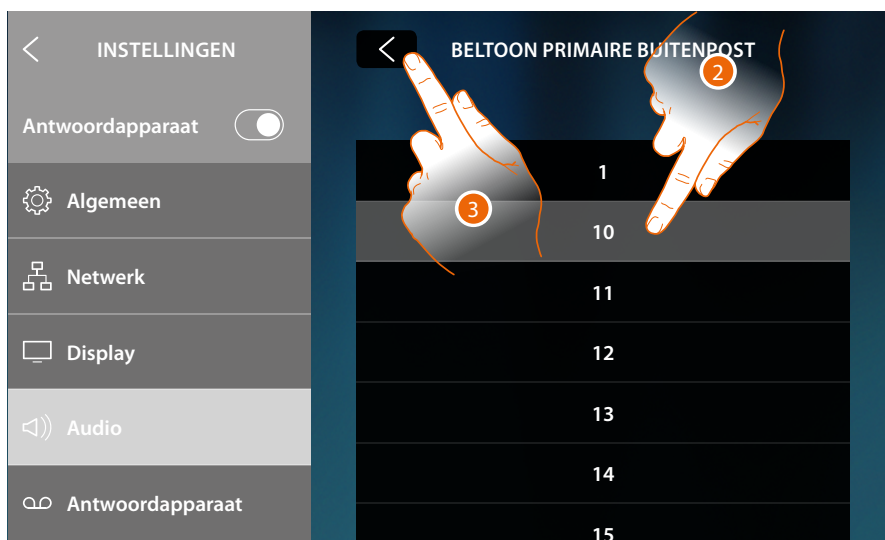 INSTELLINGEN
Antwoordapparaat
Algemeen
Netwerk
Display
Audio
Antwoordapparaat
BELTOON PRIMAIRE BUITENPOST
2
3
1
10
11
12
13
14
15